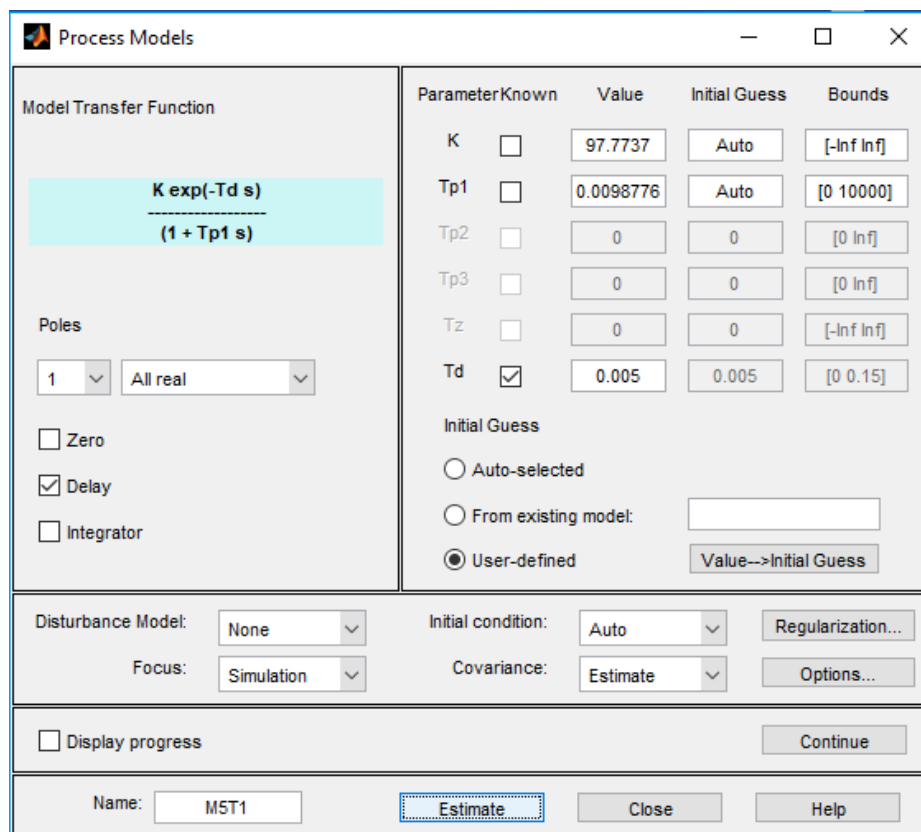 Process Models
Model Transfer Function
K exp(-Td s)
------------------
(1 + Tp1 s)
Poles
1 All real
Zero
Delay
Integrator
Parameter Known Value Initial Guess Bounds
K 97.7737 Auto [-Inf Inf]
Tp1 0.0098776 Auto [0 10000]
Tp2 0 0 [0 Inf]
Tp3 0 0 [0 Inf]
Tz 0 0 [-Inf Inf]
Td 0.005 0.005 [0 0.15]
Initial Guess
Auto-selected
From existing model:
User-defined Value-->Initial Guess
Disturbance Model: None Initial condition: Auto Regularization...
Focus: Simulation Covariance: Estimate Options...
Display progress Continue
Name: M5T1 Estimate Close Help